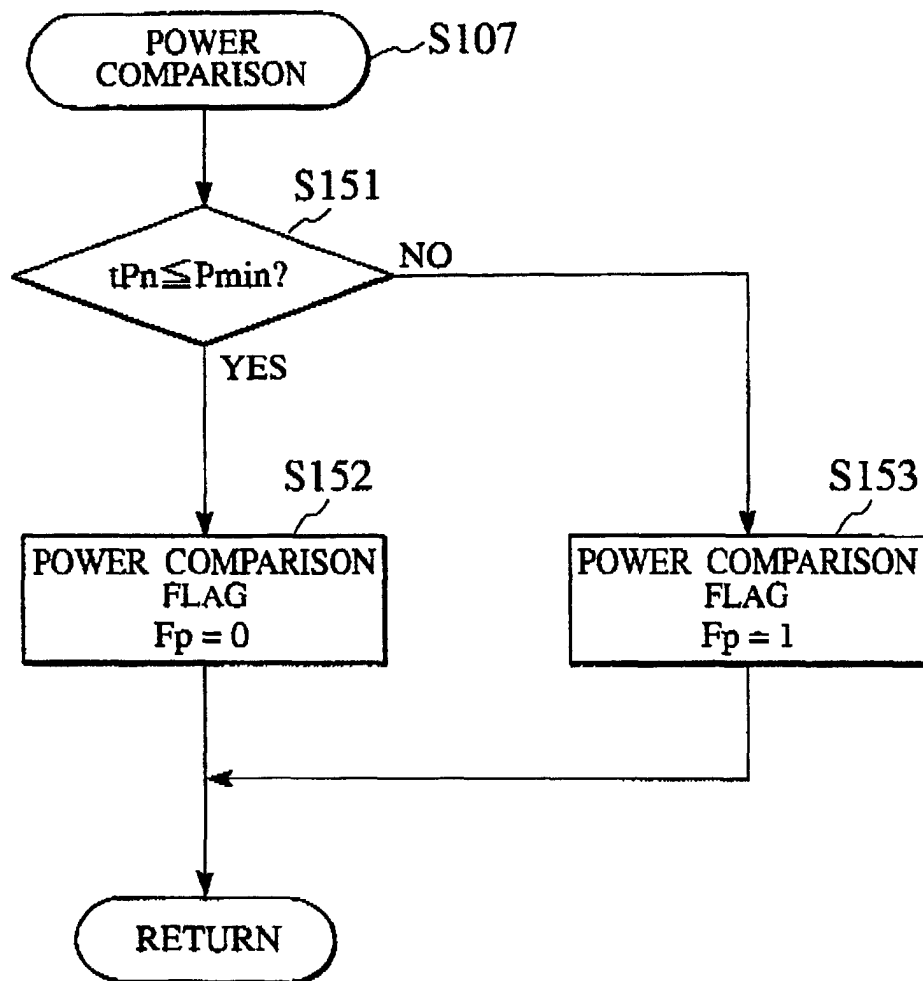 POWER
COMPARISON
S107
S151
tPn≦Pmin?
NO
YES
S152
POWER COMPARISON
FLAG
Fp = 0
S153
POWER COMPARISON
FLAG
Fp = 1
RETURN